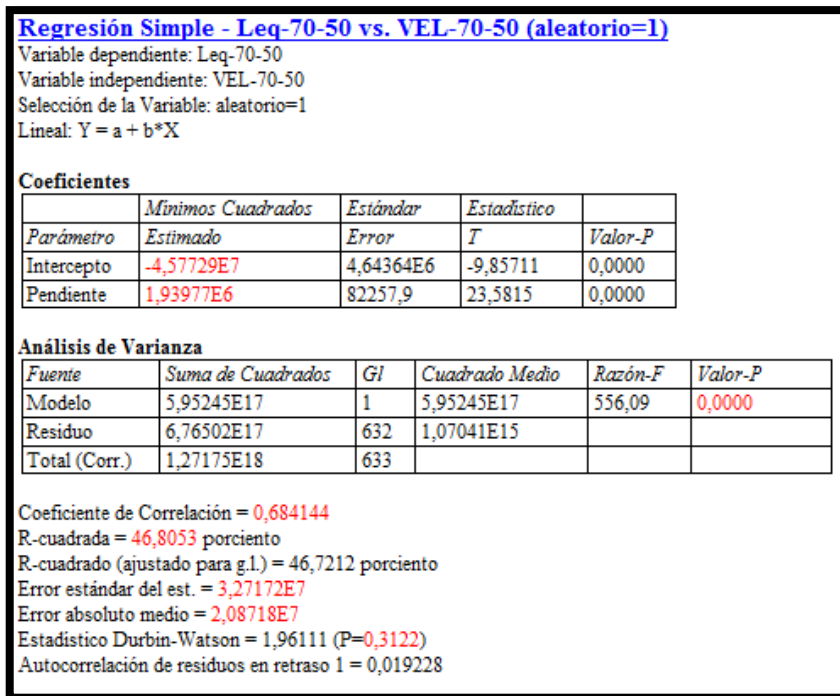 Regresión Simple - Leq-70-50 vs. VEL-70-50 (aleatorio=1)
Variable dependiente: Leq-70-50
Variable independiente: VEL-70-50
Selección de la Variable: aleatorio=1
Lineal: Y = a + b*X
Coeficientes
Mínimos Cuadrados Estándar Estadístico
Parámetro Estimado Error T Valor-P
Intercepto -4,57729E7 4,64364E6 -9,85711 0,0000
Pendiente 1,93977E6 82257,9 23,5815 0,0000
Análisis de Varianza
Fuente Suma de Cuadrados Gl Cuadrado Medio Razón-F Valor-P
Modelo 5,95245E17 1 5,95245E17 556,09 0,0000
Residuo 6,76502E17 632 1,07041E15
Total (Corr.) 1,27175E18 633
Coeficiente de Correlación = 0,684144
R-cuadrada = 46,8053 porciento
R-cuadrado (ajustado para g.l.) = 46,7212 porciento
Error estándar del est. = 3,27172E7
Error absoluto medio = 2,08718E7
Estadístico Durbin-Watson = 1,96111 (P=0,3122)
Autocorrelación de residuos en retraso 1 = 0,019228